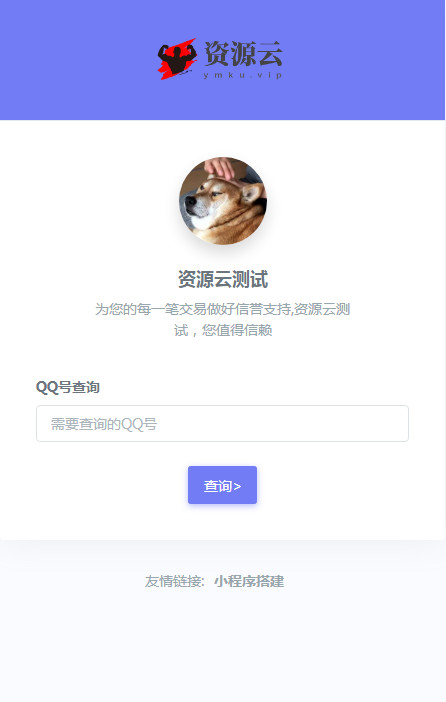 资源云
ymku.vip
资源云测试
为您的每一笔交易做好信誉支持,资源云测
试，您值得信赖
QQ号查询
需要查询的QQ号
查询>
友情链接: 小程序搭建